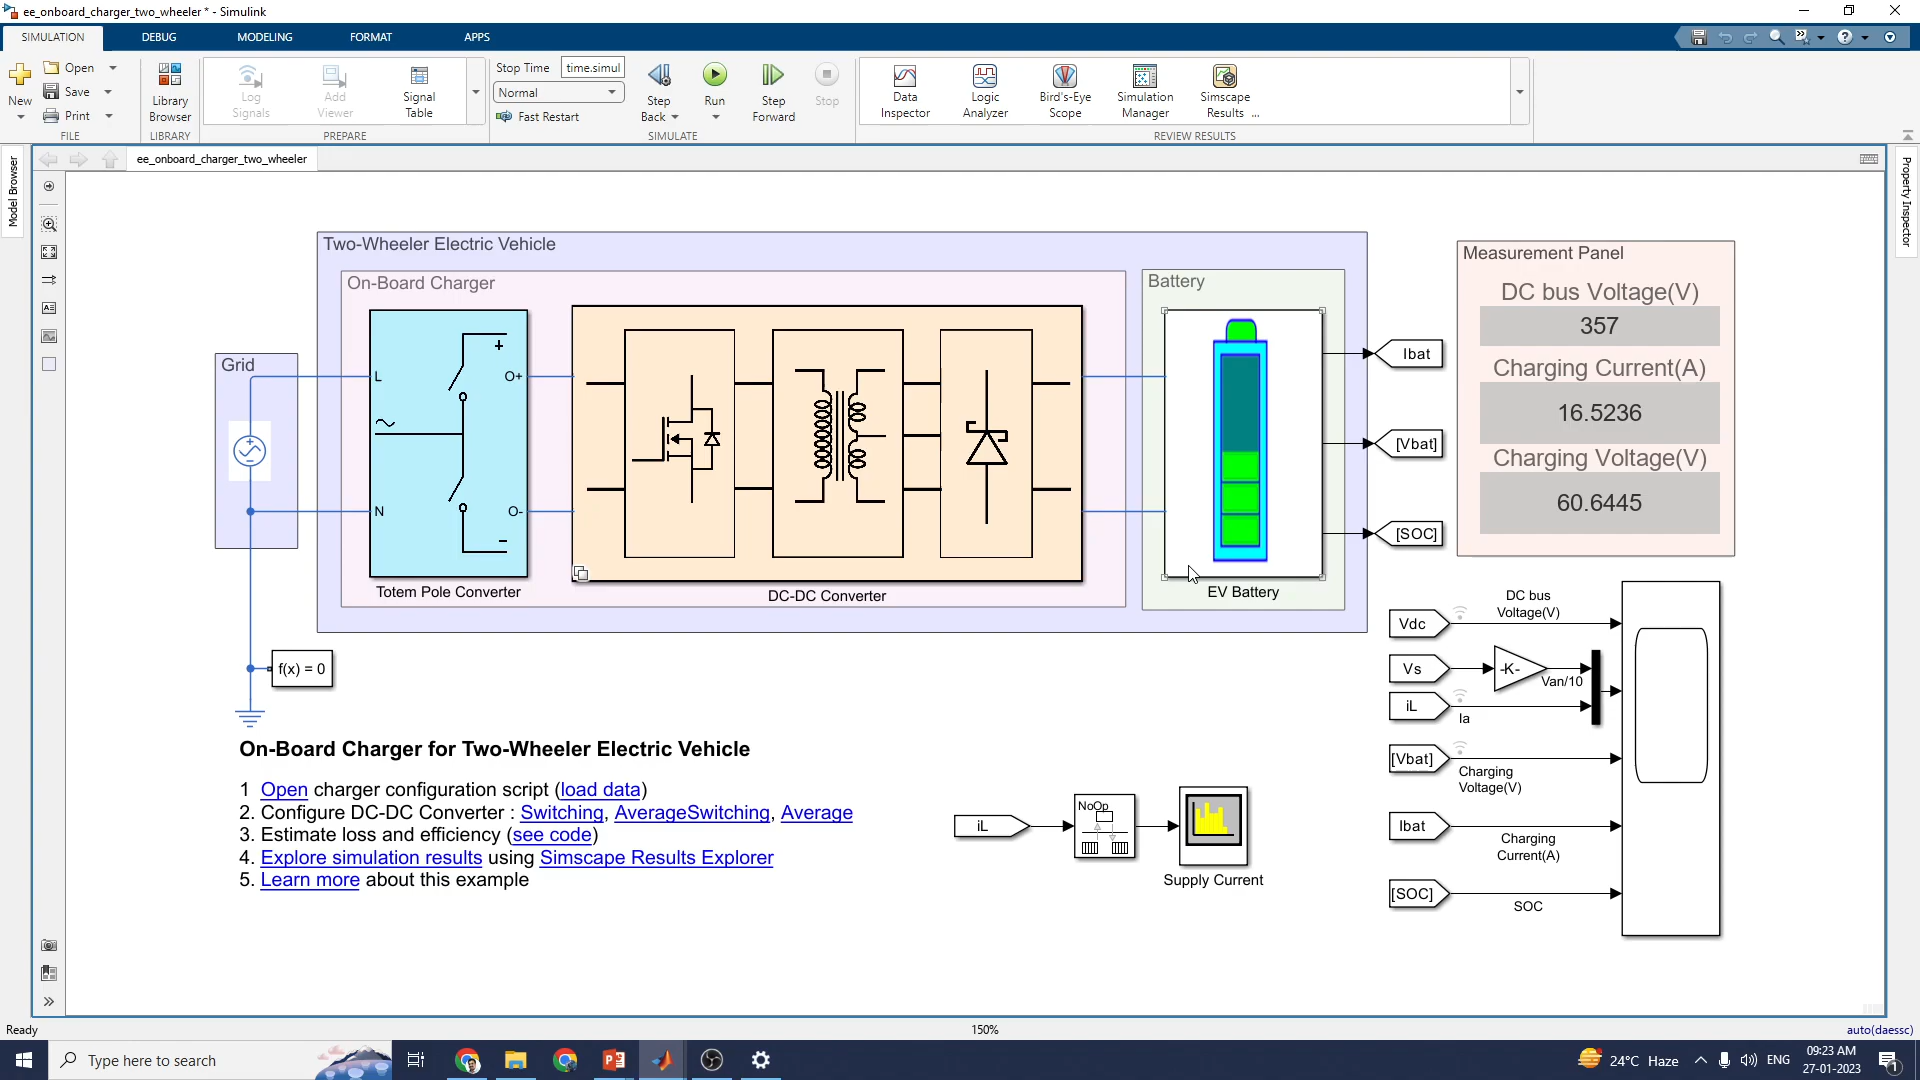 ee_onboard_charger_two_wheeler * - Simulink
SIMULATION
DEBUG
MODELING
FORMAT
APPS
New
Open
Save
Print
FILE
Library
Browser
LIBRARY
Log
Signals
Add
Viewer
Signal
Table
PREPARE
Stop Time
time.simul
Normal
Fast Restart
Step
Back
Run
Step
Forward
Stop
SIMULATE
Data
Inspector
Logic
Analyzer
Bird's-Eye
Scope
Simulation
Manager
Simscape
Results ...
REVIEW RESULTS
Model Browser
ee_onboard_charger_two_wheeler
Property Inspector
Two-Wheeler Electric Vehicle
On-Board Charger
Battery
Grid
L
N
O+
O-
+
Totem Pole Converter
DC-DC Converter
EV Battery
Ibat
[Vbat]
[SOC]
Measurement Panel
DC bus Voltage(V)
357
Charging Current(A)
16.5236
Charging Voltage(V)
60.6445
f(x) = 0
Vdc
DC bus
Voltage(V)
Vs
-K-
Van/10
iL
Ia
[Vbat]
Charging
Voltage(V)
Ibat
Charging
Current(A)
[SOC]
SOC
On-Board Charger for Two-Wheeler Electric Vehicle
1 Open charger configuration script (load data)
2. Configure DC-DC Converter : Switching, AverageSwitching, Average
3. Estimate loss and efficiency (see code)
4. Explore simulation results using Simscape Results Explorer
5. Learn more about this example
iL
NoOp
Supply Current
Ready
150%
auto(daessc)
Type here to search
24°C Haze
ENG
09:23 AM
27-01-2023
1